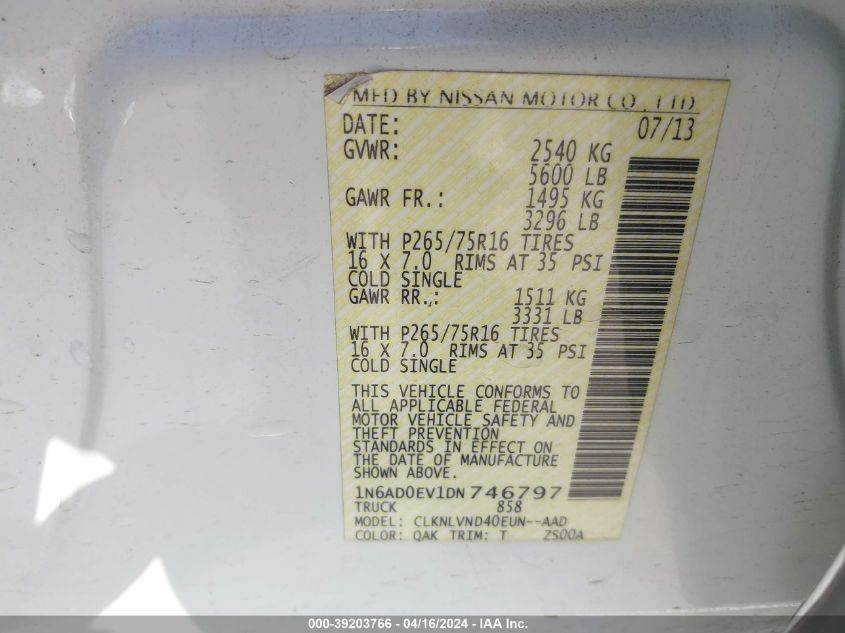 MFD BY NISSAN MOTOR CO., LTD
DATE: 07/13
GVWR: 2540 KG
5600 LB
GAWR FR.: 1495 KG
3296 LB
WITH P265/75R16 TIRES
16 X 7.0 RIMS AT 35 PSI
COLD SINGLE
GAWR RR.: 1511 KG
3331 LB
WITH P265/75R16 TIRES
16 X 7.0 RIMS AT 35 PSI
COLD SINGLE
THIS VEHICLE CONFORMS TO
ALL APPLICABLE FEDERAL
MOTOR VEHICLE SAFETY AND
THEFT PREVENTION
STANDARDS IN EFFECT ON
THE DATE OF MANUFACTURE
SHOWN ABOVE.
1N6AD0EV1DN746797
TRUCK 858
MODEL: CLKNLVND40EUN--AAD
COLOR: QAK TRIM: T ZS00A
000-39203766 - 04/16/2024 - IAA Inc.